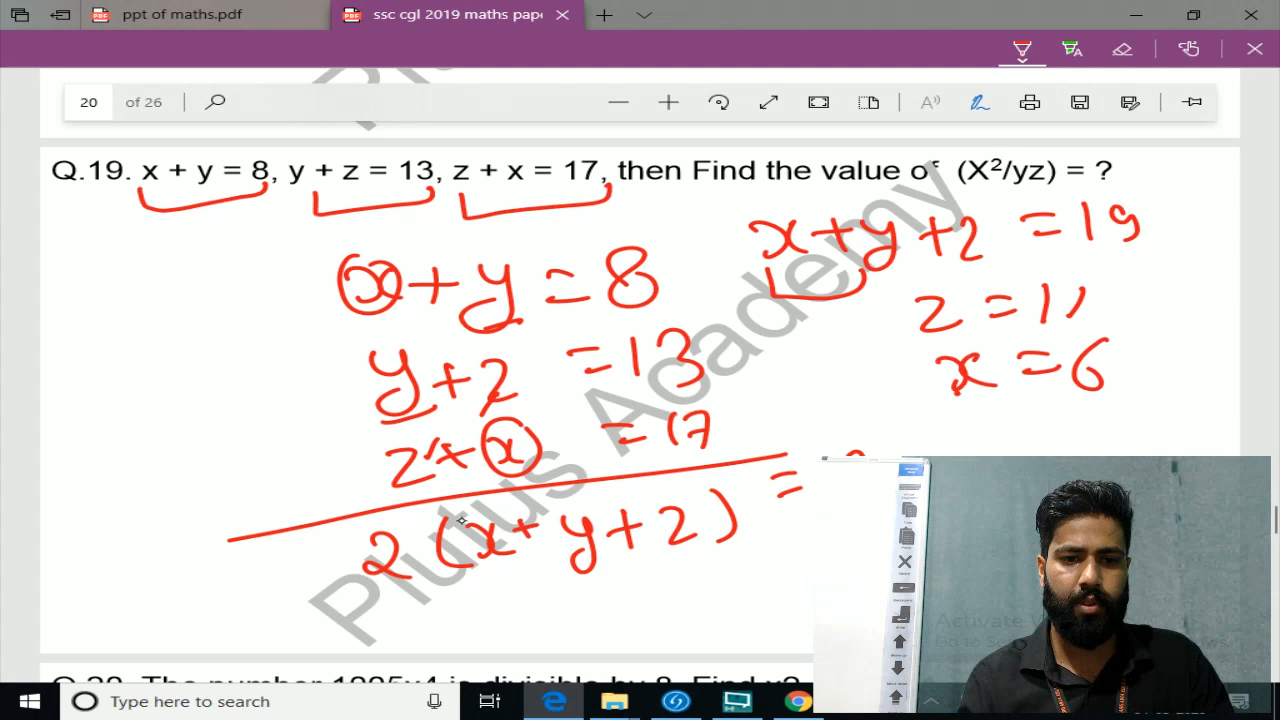 ppt of maths.pdf
ssc cgl 2019 maths pape
20 of 26
Q.19. x + y = 8, y + z = 13, z + x = 17, then Find the value of (X²/yz) = ?
x+y+z = 19
x + y = 8
z = 11
y+z = 13
x = 6
z+x = 17
2 (x+y+z) =
Plutus Academy
Activate
Type here to search